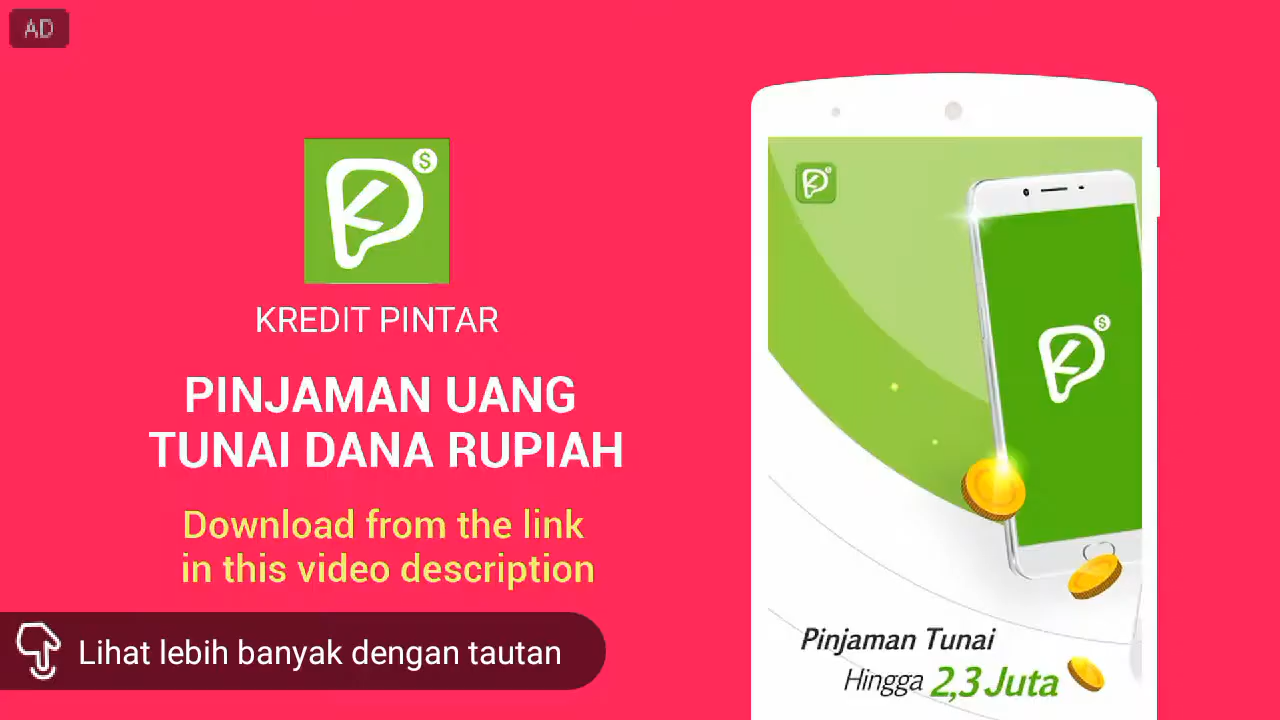 AD
KREDIT PINTAR
PINJAMAN UANG
TUNAI DANA RUPIAH
Download from the link
in this video description
Lihat lebih banyak dengan tautan
Pinjaman Tunai
Hingga 2,3 Juta